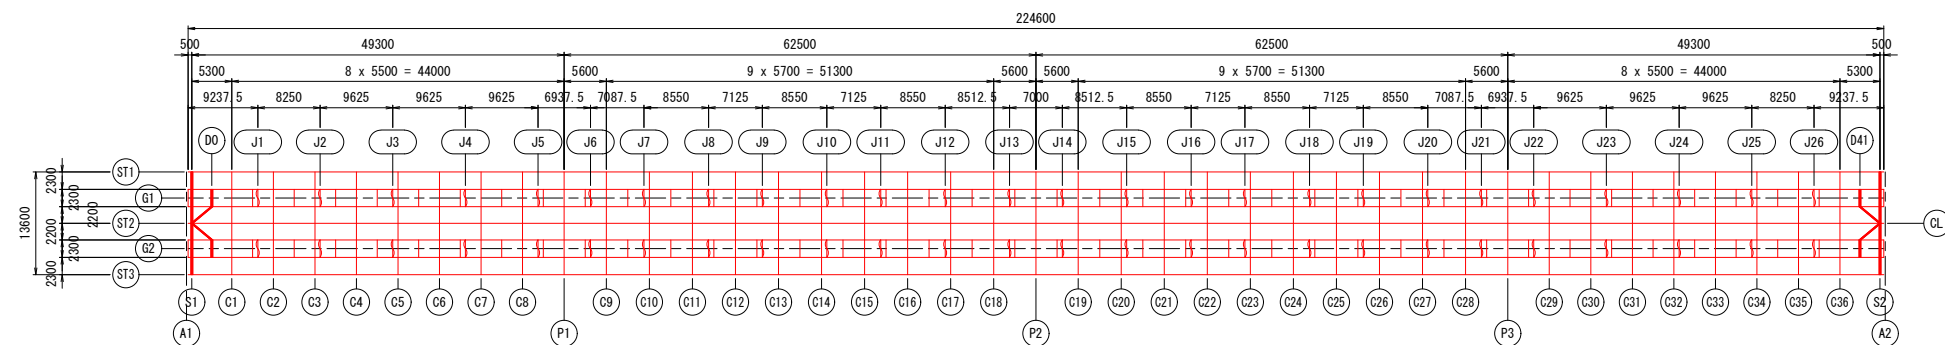 224600
500 49300 62500 62500 49300 500
5300 8 x 5500 = 44000 5600 9 x 5700 = 51300 5600 5600 9 x 5700 = 51300 5600 8 x 5500 = 44000 5300
9237.5 8250 9625 9625 9625 6937.5 7087.5 8550 7125 8550 7125 8550 8512.5 7000 8512.5 8550 7125 8550 7125 8550 7087.5 6937.5 9625 9625 9625 8250 9237.5
D0 J1 J2 J3 J4 J5 J6 J7 J8 J9 J10 J11 J12 J13 J14 J15 J16 J17 J18 J19 J20 J21 J22 J23 J24 J25 J26 D41
ST1
2300
G1
2300
2200
13600
ST2
CL
2200
G2
2300
ST3
2300
S1 C1 C2 C3 C4 C5 C6 C7 C8 C9 C10 C11 C12 C13 C14 C15 C16 C17 C18 C19 C20 C21 C22 C23 C24 C25 C26 C27 C28 C29 C30 C31 C32 C33 C34 C35 C36 S2
A1 P1 P2 P3 A2